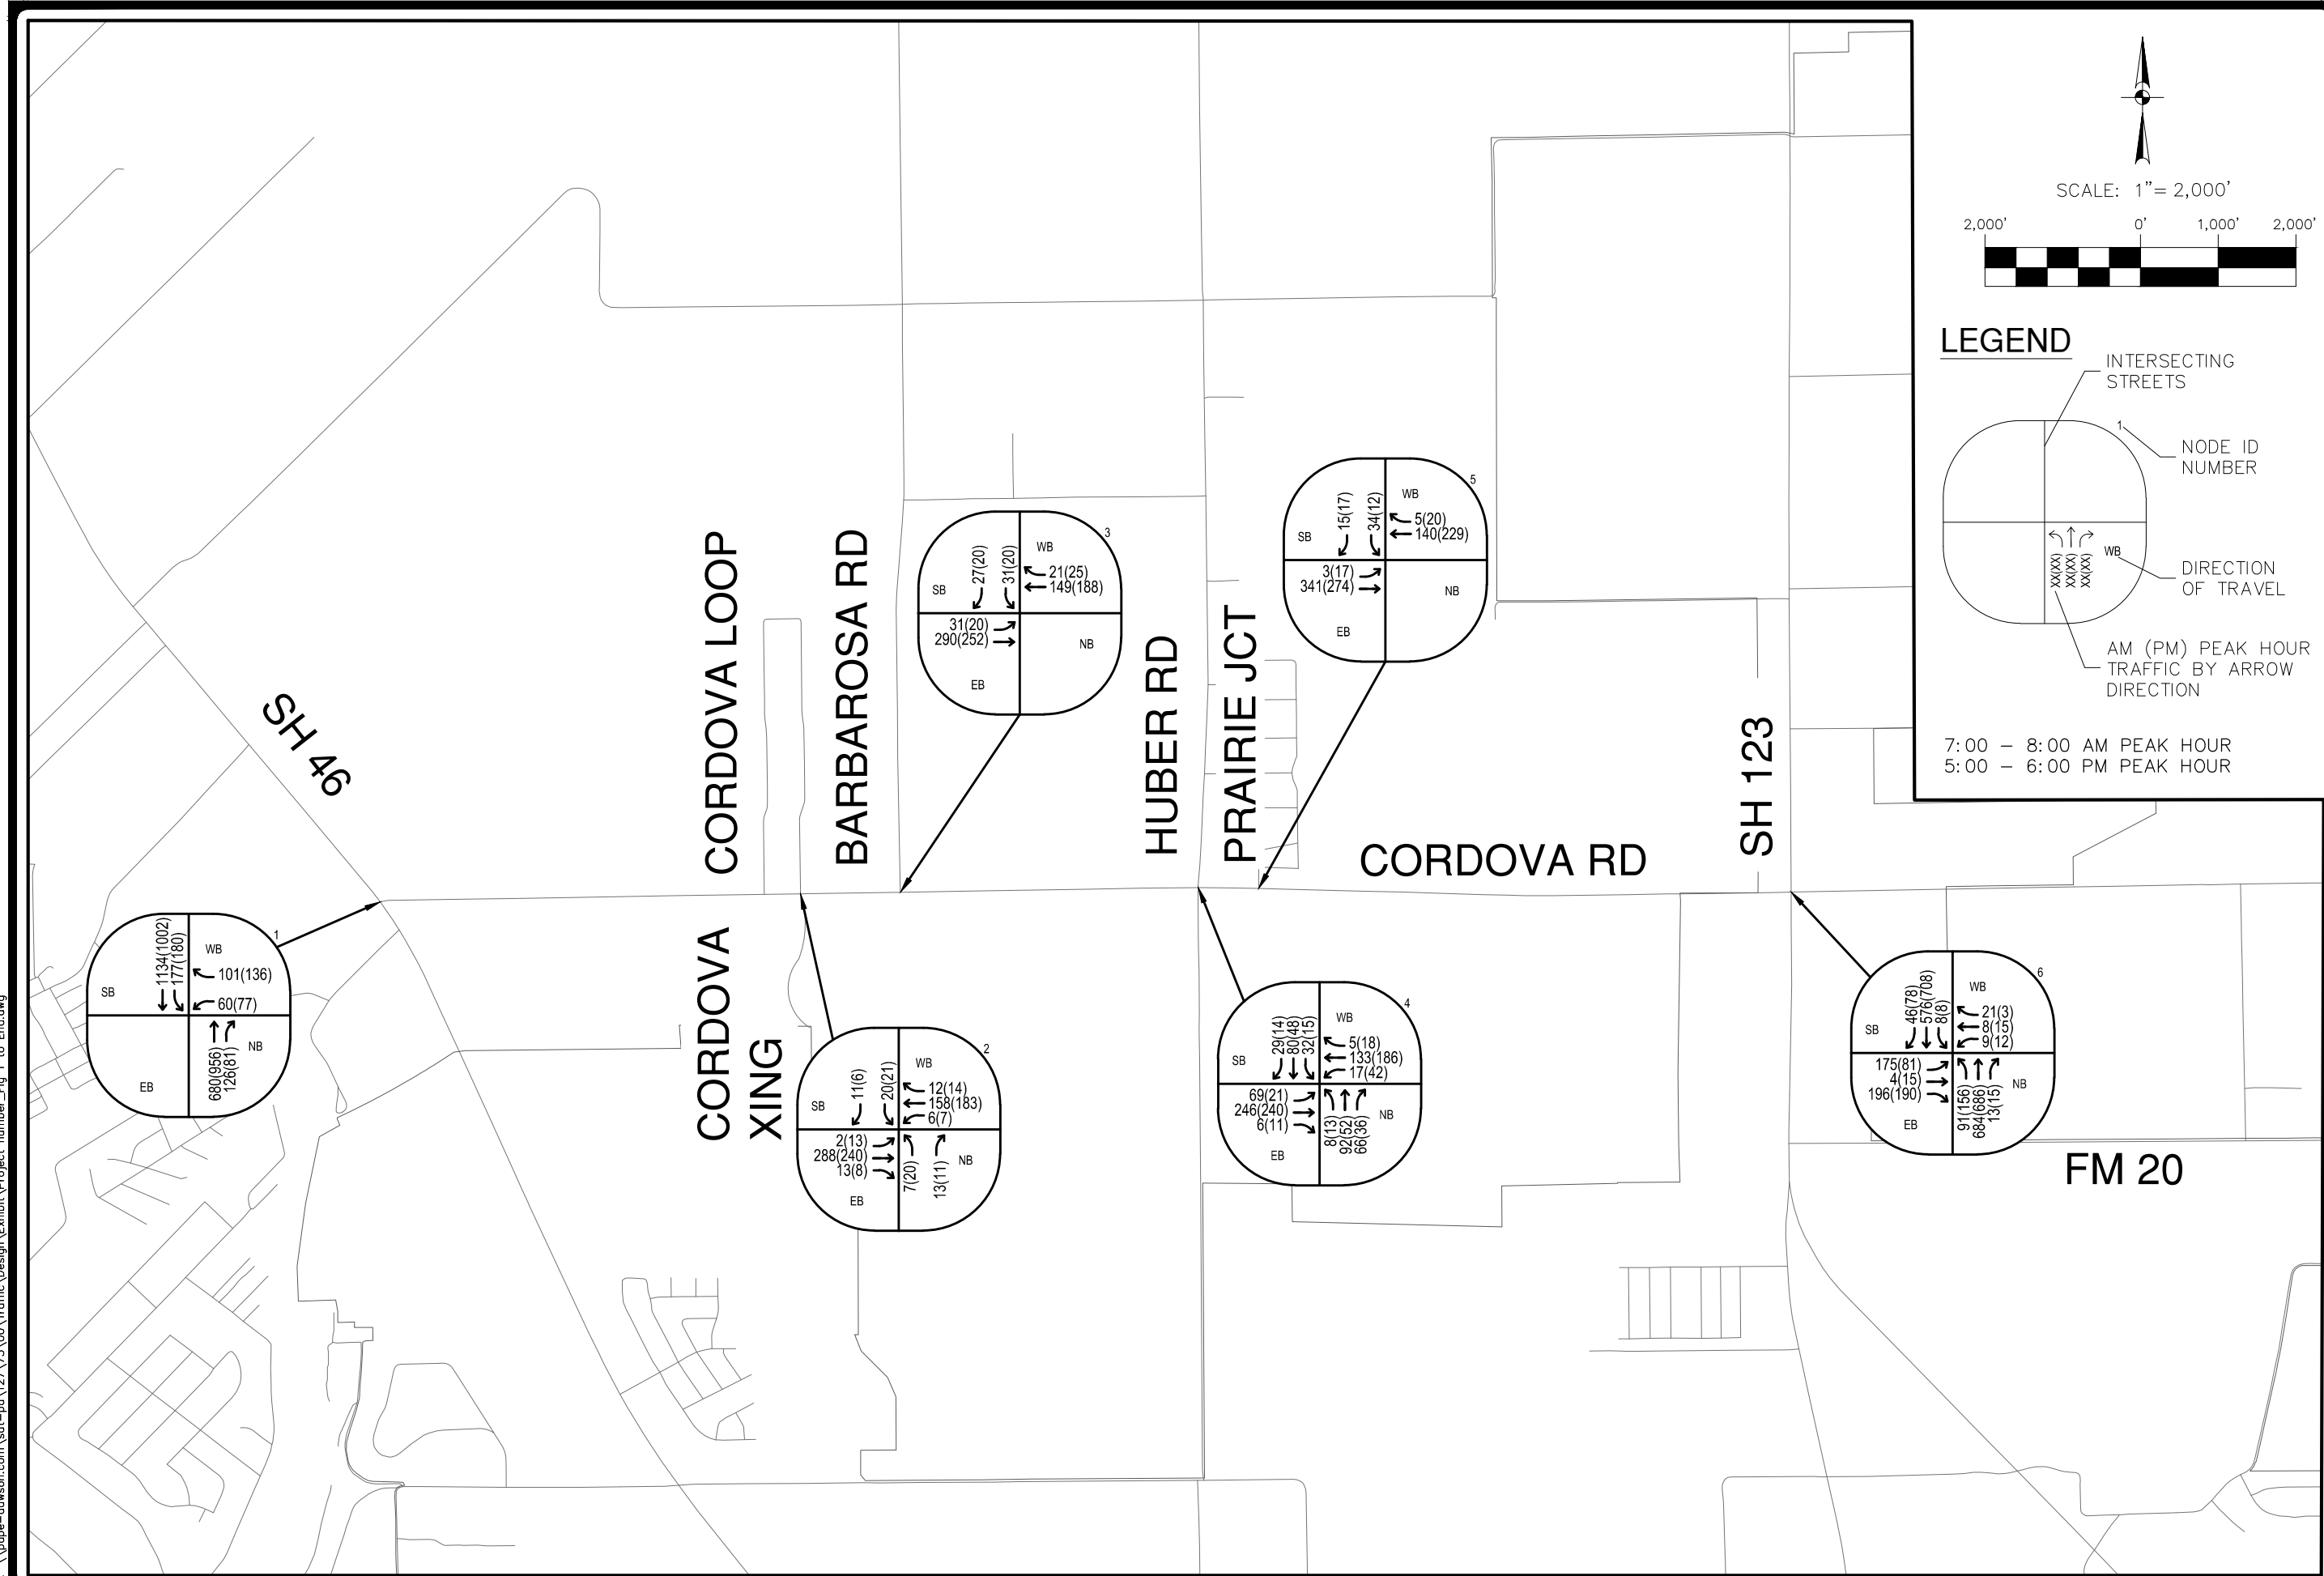 SCALE: 1"= 2,000'
2,000' 0' 1,000' 2,000'
LEGEND
INTERSECTING
STREETS
1
NODE ID
NUMBER
XX(XX)
XX(XX)
XX(XX)
WB
DIRECTION
OF TRAVEL
AM (PM) PEAK HOUR
TRAFFIC BY ARROW
DIRECTION
7:00 – 8:00 AM PEAK HOUR
5:00 – 6:00 PM PEAK HOUR
SH 46
CORDOVA LOOP
BARBAROSA RD
HUBER RD
PRAIRIE JCT
CORDOVA RD
SH 123
CORDOVA
XING
FM 20
3
SB
27(20)
31(20)
WB
21(25)
149(188)
31(20)
290(252)
EB
NB
5
SB
15(17)
34(12)
WB
5(20)
140(229)
3(17)
341(274)
EB
NB
1
SB
1134(1002)
177(180)
WB
101(136)
60(77)
EB
680(956)
126(81)
NB
2
SB
11(6)
20(21)
WB
12(14)
158(183)
6(7)
2(13)
288(240)
13(8)
EB
7(20)
13(11)
NB
4
SB
29(14)
80(48)
32(15)
WB
5(18)
133(186)
17(42)
69(21)
246(240)
6(11)
EB
8(13)
92(52)
66(36)
NB
6
SB
46(78)
576(708)
8(8)
WB
21(3)
8(15)
9(12)
175(81)
4(15)
196(190)
EB
91(156)
684(686)
13(15)
NB